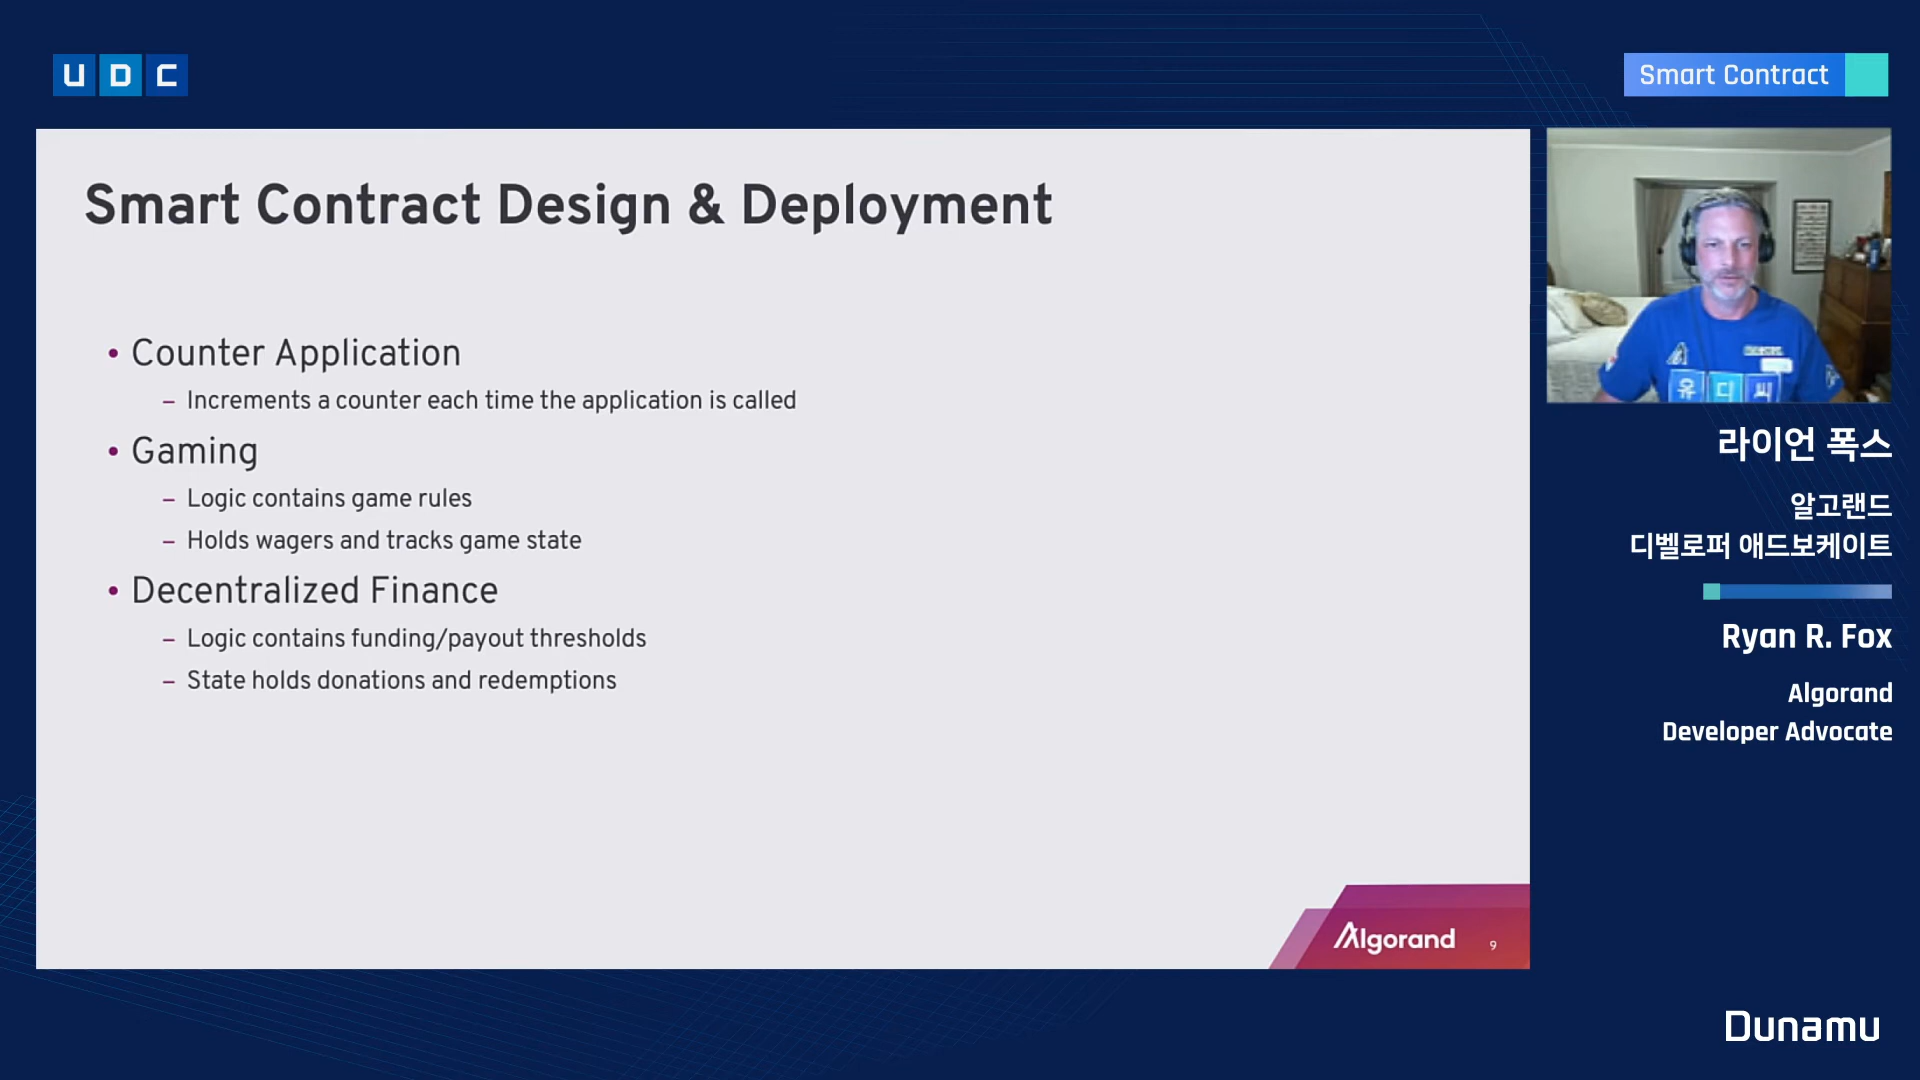 UDC
Smart Contract
Smart Contract Design & Deployment
• Counter Application
– Increments a counter each time the application is called
• Gaming
– Logic contains game rules
– Holds wagers and tracks game state
• Decentralized Finance
– Logic contains funding/payout thresholds
– State holds donations and redemptions
Algorand
9
유디씨
라이언 폭스
알고랜드
디벨로퍼 애드보케이트
Ryan R. Fox
Algorand
Developer Advocate
Dunamu